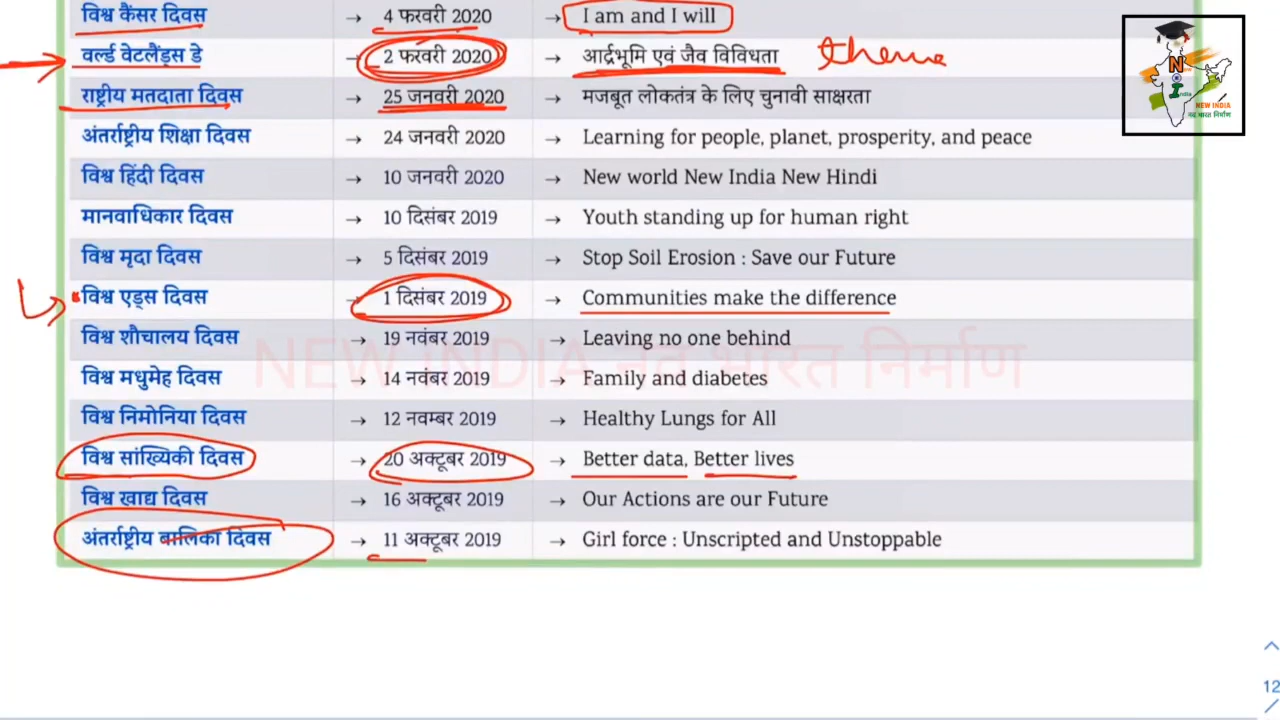 विश्व कैंसर दिवस → 4 फरवरी 2020 → I am and I will
वर्ल्ड वेटलैंड्स डे → 2 फरवरी 2020 → आर्द्रभूमि एवं जैव विविधता theme
राष्ट्रीय मतदाता दिवस → 25 जनवरी 2020 → मजबूत लोकतंत्र के लिए चुनावी साक्षरता
अंतर्राष्ट्रीय शिक्षा दिवस → 24 जनवरी 2020 → Learning for people, planet, prosperity, and peace
विश्व हिंदी दिवस → 10 जनवरी 2020 → New world New India New Hindi
मानवाधिकार दिवस → 10 दिसंबर 2019 → Youth standing up for human right
विश्व मृदा दिवस → 5 दिसंबर 2019 → Stop Soil Erosion : Save our Future
विश्व एड्स दिवस → 1 दिसंबर 2019 → Communities make the difference
विश्व शौचालय दिवस → 19 नवंबर 2019 → Leaving no one behind
विश्व मधुमेह दिवस → 14 नवंबर 2019 → Family and diabetes
विश्व निमोनिया दिवस → 12 नवम्बर 2019 → Healthy Lungs for All
विश्व सांख्यिकी दिवस → 20 अक्टूबर 2019 → Better data, Better lives
विश्व खाद्य दिवस → 16 अक्टूबर 2019 → Our Actions are our Future
अंतर्राष्ट्रीय बालिका दिवस → 11 अक्टूबर 2019 → Girl force : Unscripted and Unstoppable
NEW INDIA नव भारत निर्माण
N
India
NEW INDIA
नव भारत निर्माण
12